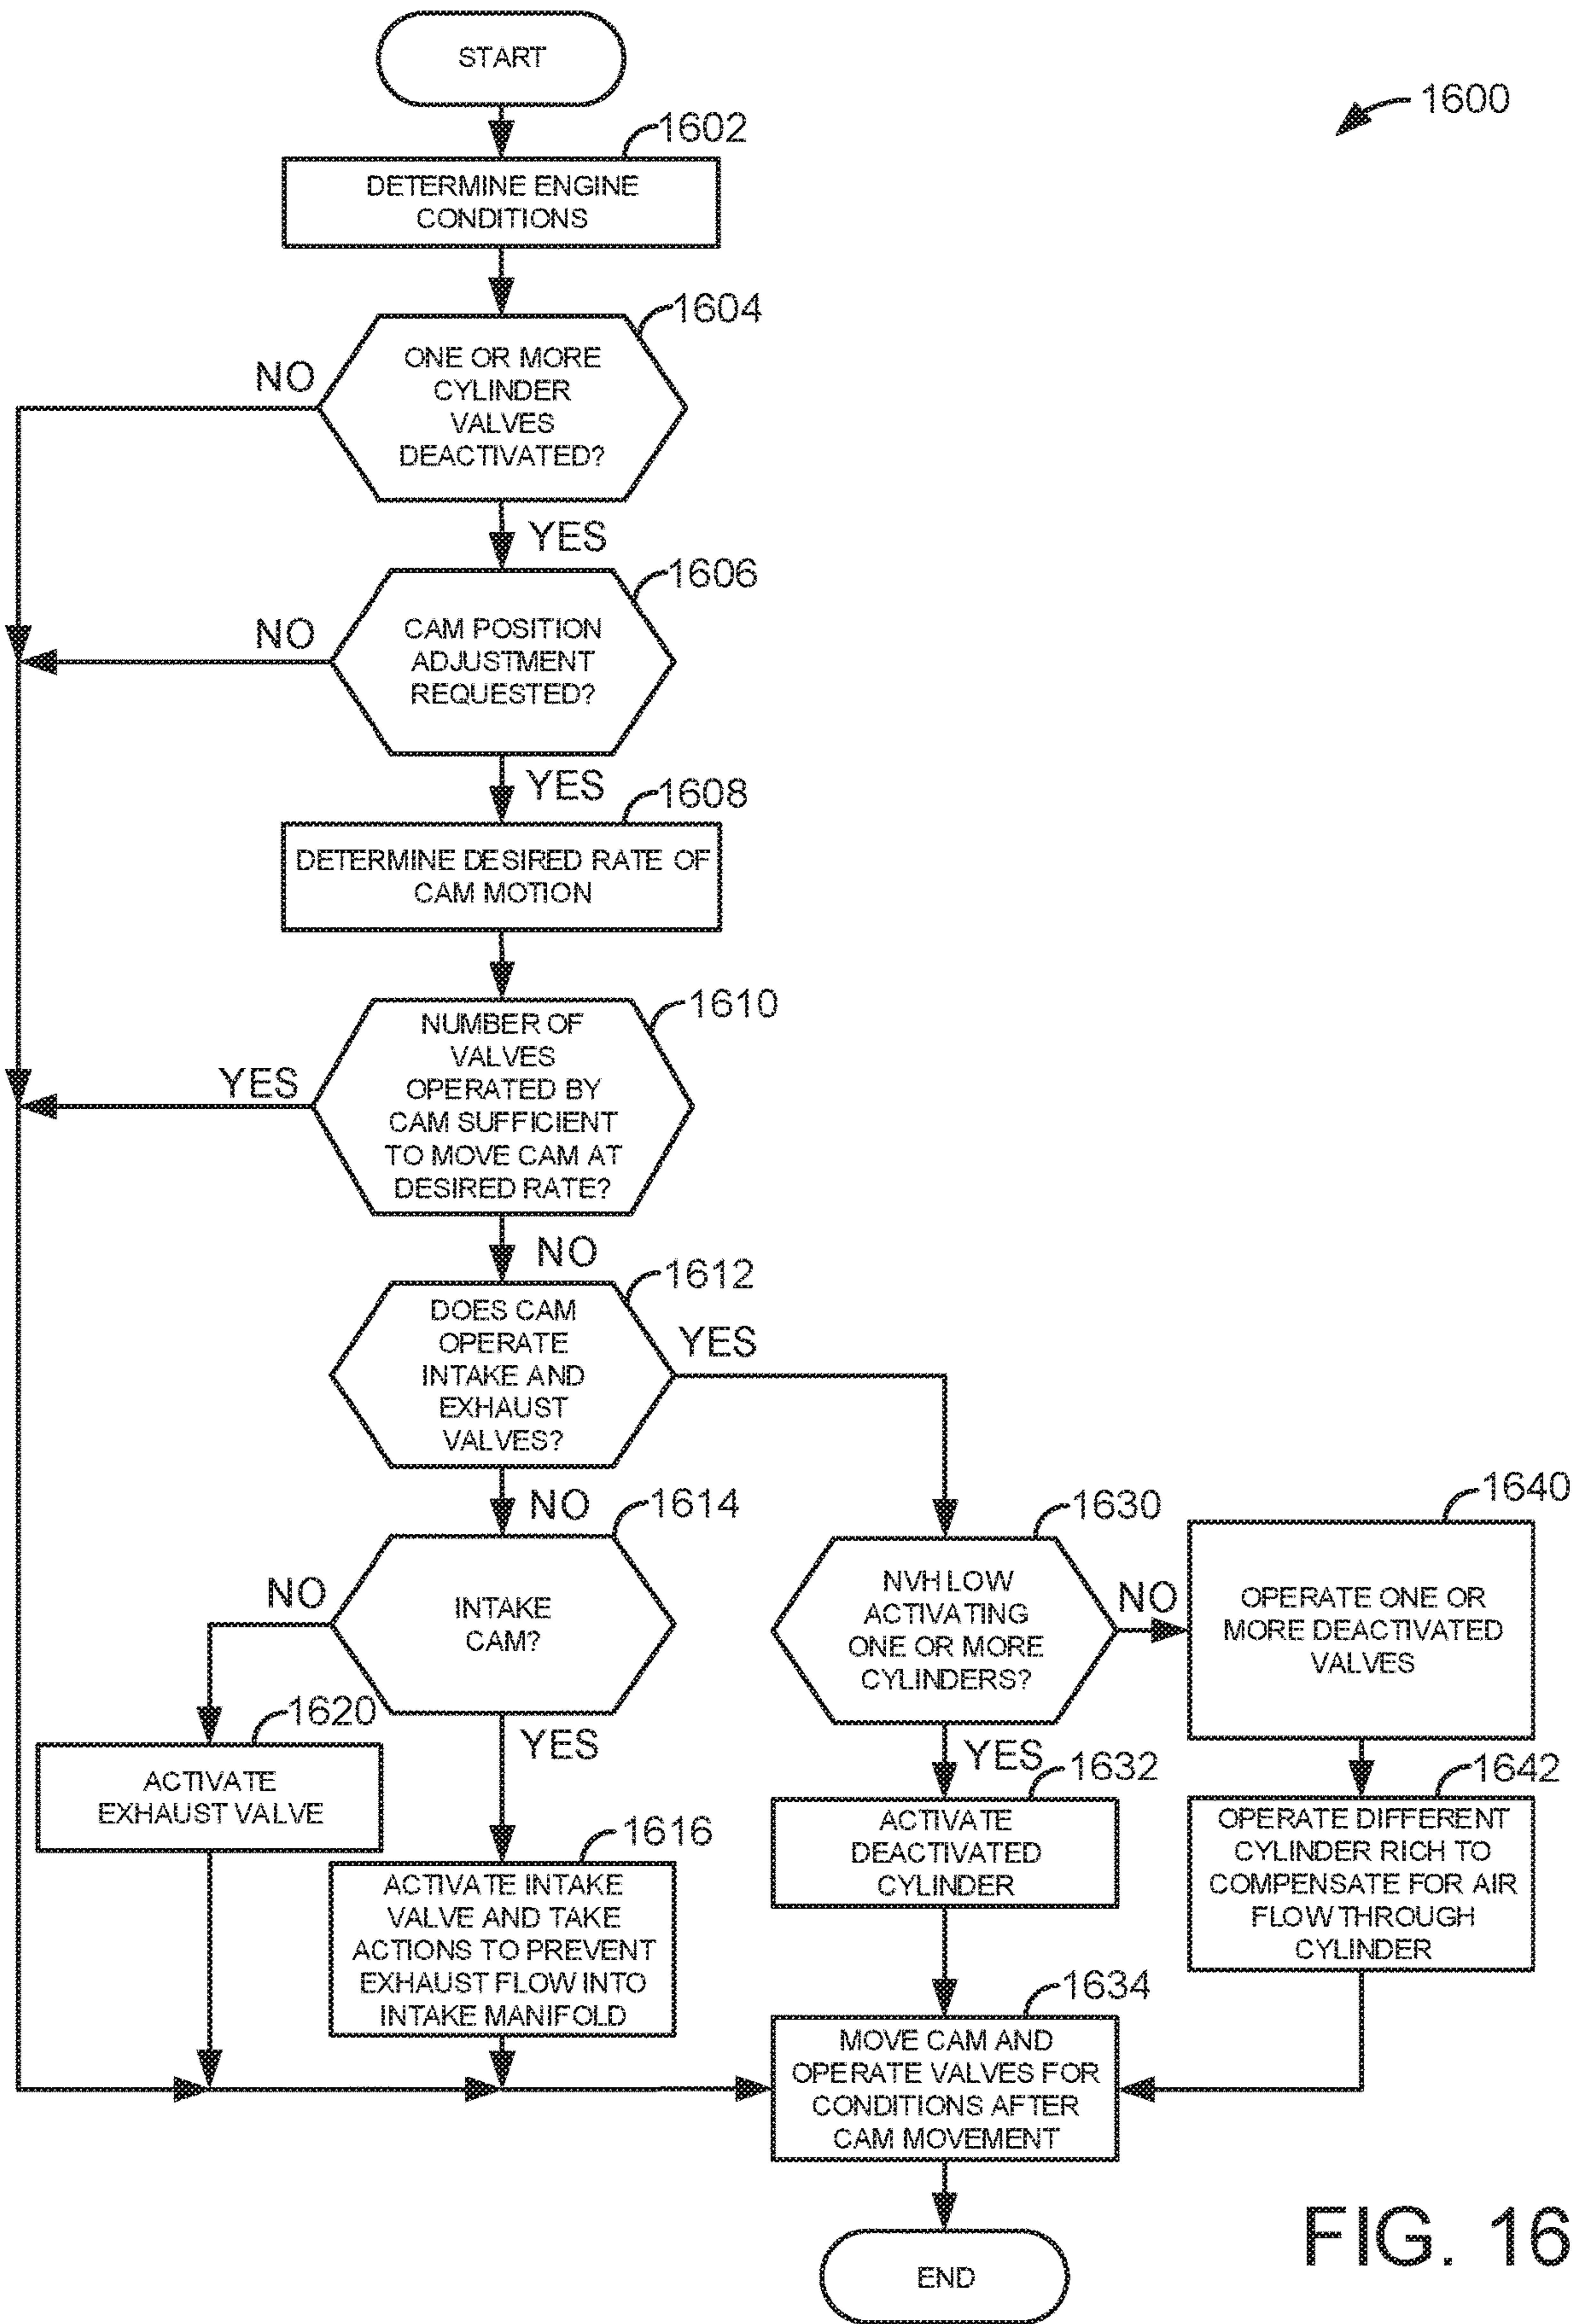 START
1600
1602
DETERMINE ENGINE
CONDITIONS
1604
NO
ONE OR MORE
CYLINDER
VALVES
DEACTIVATED?
YES
1606
NO
CAM POSITION
ADJUSTMENT
REQUESTED?
YES
1608
DETERMINE DESIRED RATE OF
CAM MOTION
1610
YES
NUMBER OF
VALVES
OPERATED BY
CAM SUFFICIENT
TO MOVE CAM AT
DESIRED RATE?
NO
1612
DOES CAM
OPERATE
INTAKE AND
EXHAUST
VALVES?
YES
NO
1614
NO
INTAKE
CAM?
YES
1620
ACTIVATE
EXHAUST VALVE
1616
ACTIVATE INTAKE
VALVE AND TAKE
ACTIONS TO PREVENT
EXHAUST FLOW INTO
INTAKE MANIFOLD
1630
NVH LOW
ACTIVATING
ONE OR MORE
CYLINDERS?
NO
YES
1640
OPERATE ONE OR
MORE DEACTIVATED
VALVES
1632
ACTIVATE
DEACTIVATED
CYLINDER
1642
OPERATE DIFFERENT
CYLINDER RICH TO
COMPENSATE FOR AIR
FLOW THROUGH
CYLINDER
1634
MOVE CAM AND
OPERATE VALVES FOR
CONDITIONS AFTER
CAM MOVEMENT
END
FIG. 16